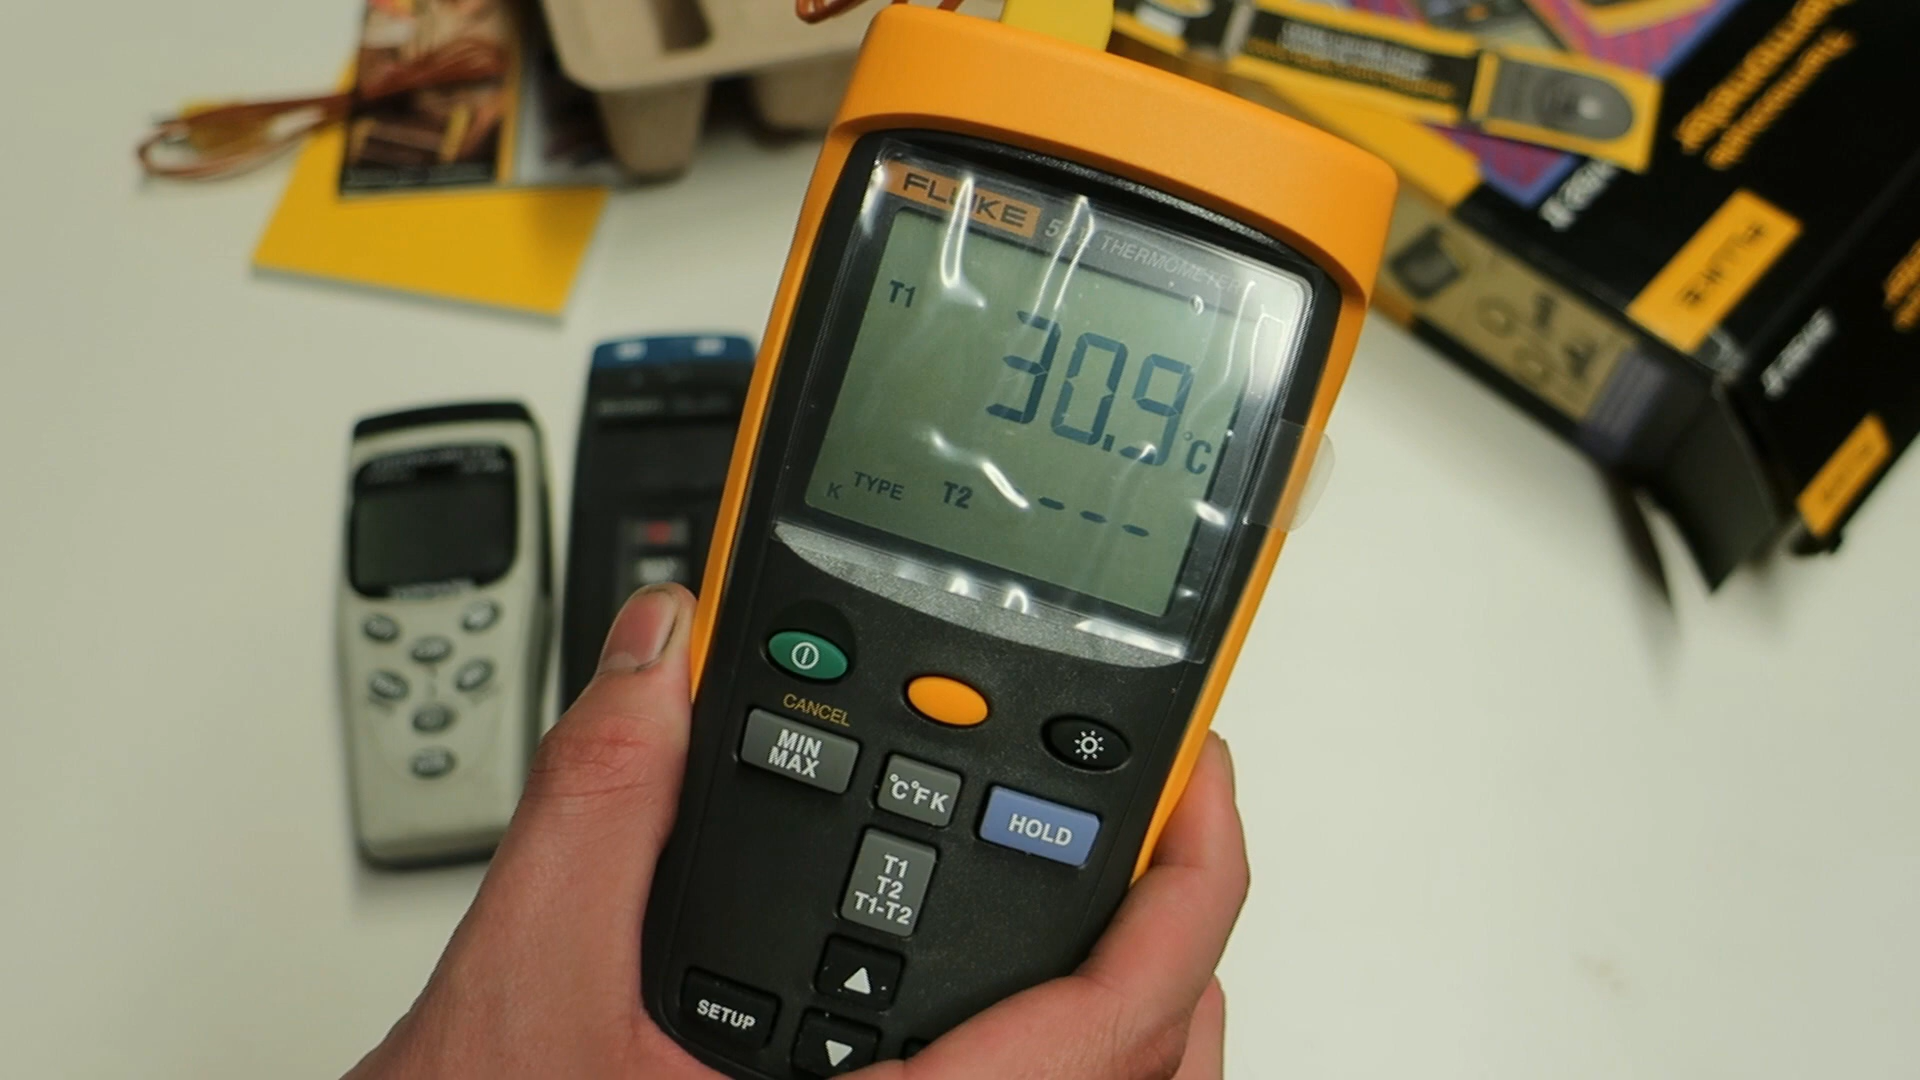 FLUKE
THERMOMETER
T1
30.9 °C
K TYPE T2 ----
CANCEL
MIN
MAX
°C°F K
HOLD
T1
T2
T1-T2
SETUP